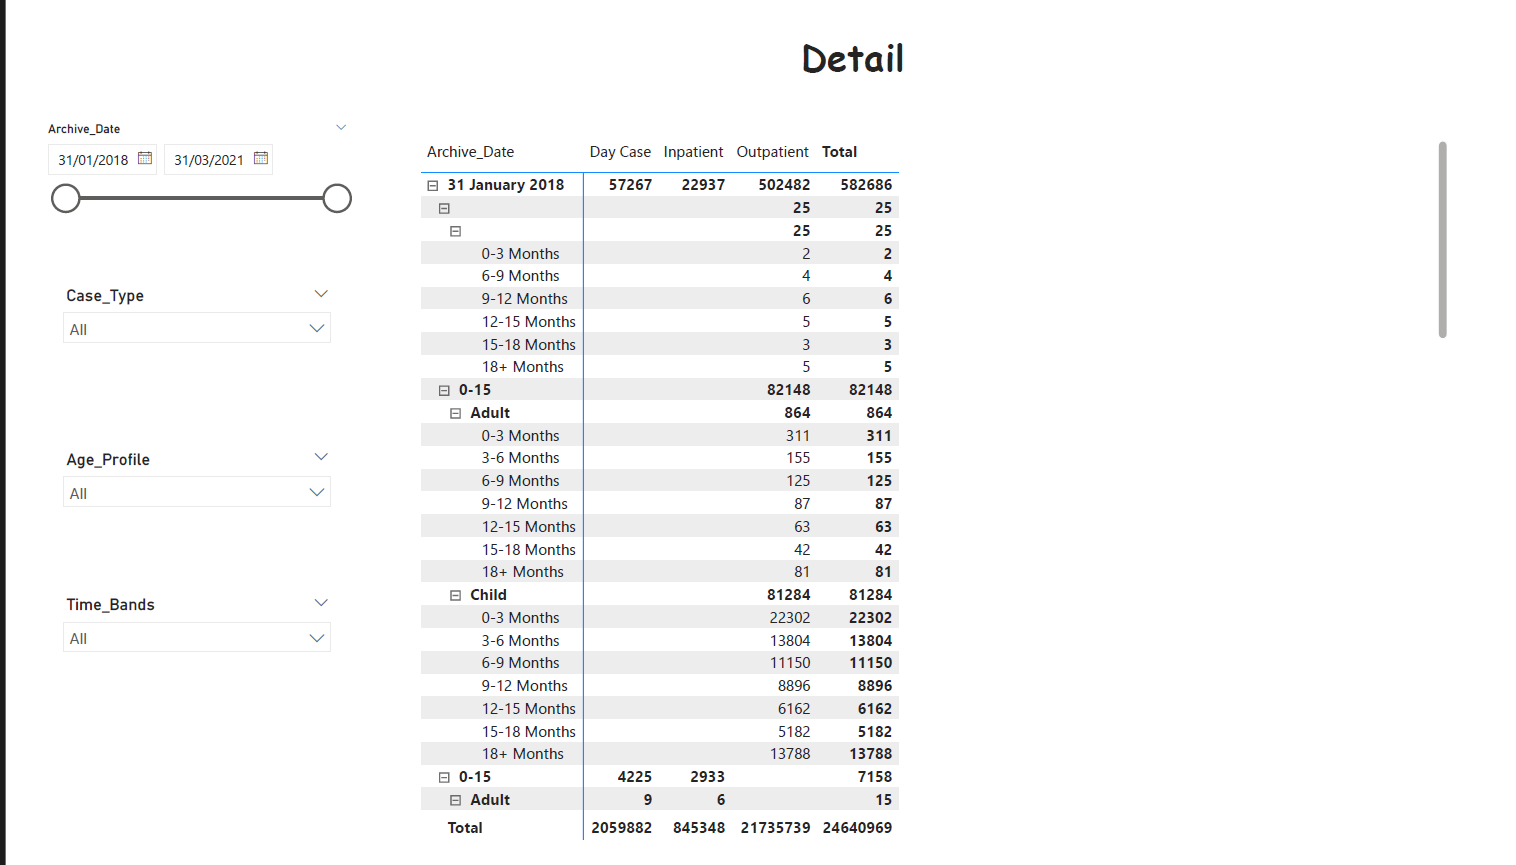 Detail
Archive_Date
31/01/2018 31/03/2021
Case_Type
All
Age_Profile
All
Time_Bands
All
Archive_Date Day Case Inpatient Outpatient Total
31 January 2018 57267 22937 502482 582686
25 25
25 25
0-3 Months 2 2
6-9 Months 4 4
9-12 Months 6 6
12-15 Months 5 5
15-18 Months 3 3
18+ Months 5 5
0-15 82148 82148
Adult 864 864
0-3 Months 311 311
3-6 Months 155 155
6-9 Months 125 125
9-12 Months 87 87
12-15 Months 63 63
15-18 Months 42 42
18+ Months 81 81
Child 81284 81284
0-3 Months 22302 22302
3-6 Months 13804 13804
6-9 Months 11150 11150
9-12 Months 8896 8896
12-15 Months 6162 6162
15-18 Months 5182 5182
18+ Months 13788 13788
0-15 4225 2933 7158
Adult 9 6 15
Total 2059882 845348 21735739 24640969